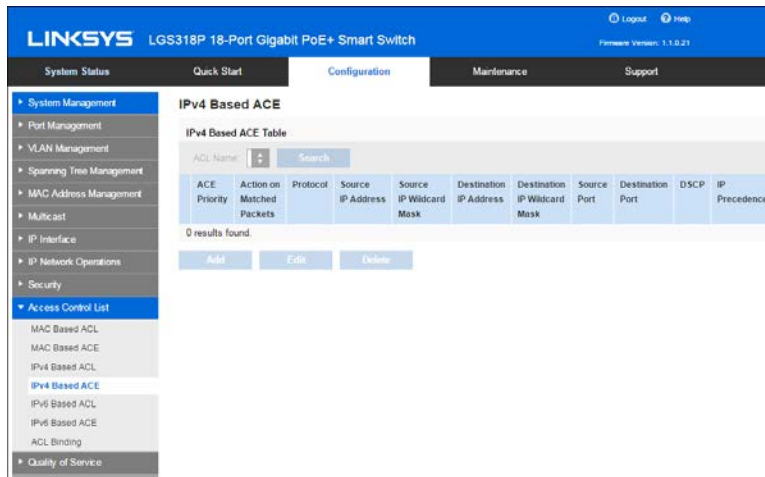 Logout Help
LINKSYS LGS318P 18-Port Gigabit PoE+ Smart Switch
Firmware Version: 1.1.0.21
System Status Quick Start Configuration Maintenance Support
System Management
Port Management
VLAN Management
Spanning Tree Management
MAC Address Management
Multicast
IP Interface
IP Network Operations
Security
Access Control List
MAC Based ACL
MAC Based ACE
IPv4 Based ACL
IPv4 Based ACE
IPv6 Based ACL
IPv6 Based ACE
ACL Binding
Quality of Service
IPv4 Based ACE
IPv4 Based ACE Table
ACL Name: Search
ACE Action on Protocol Source Source Destination Destination Source Destination DSCP IP
Priority Matched IP Address IP Wildcard IP Address IP Wildcard Port Port Precedence
Packets Mask Mask
0 results found.
Add Edit Delete